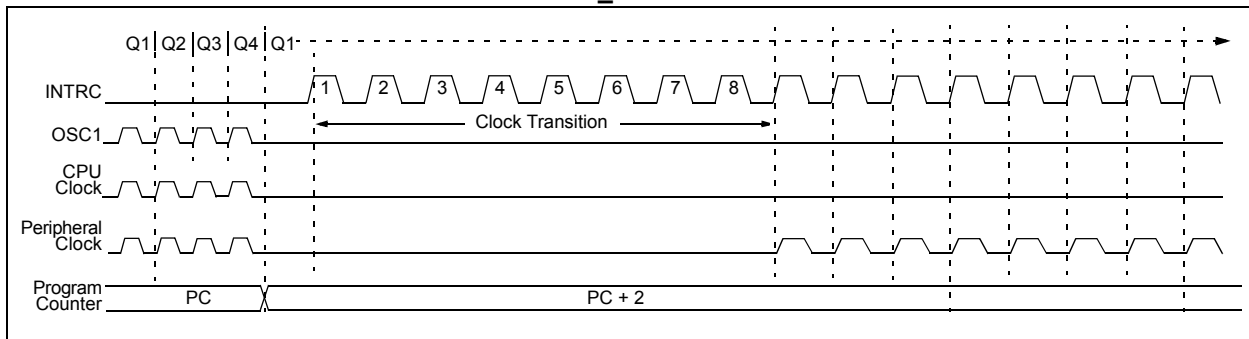 Q1 Q2 Q3 Q4 Q1
INTRC
1 2 3 4 5 6 7 8
Clock Transition
OSC1
CPU
Clock
Peripheral
Clock
Program
Counter
PC
PC + 2